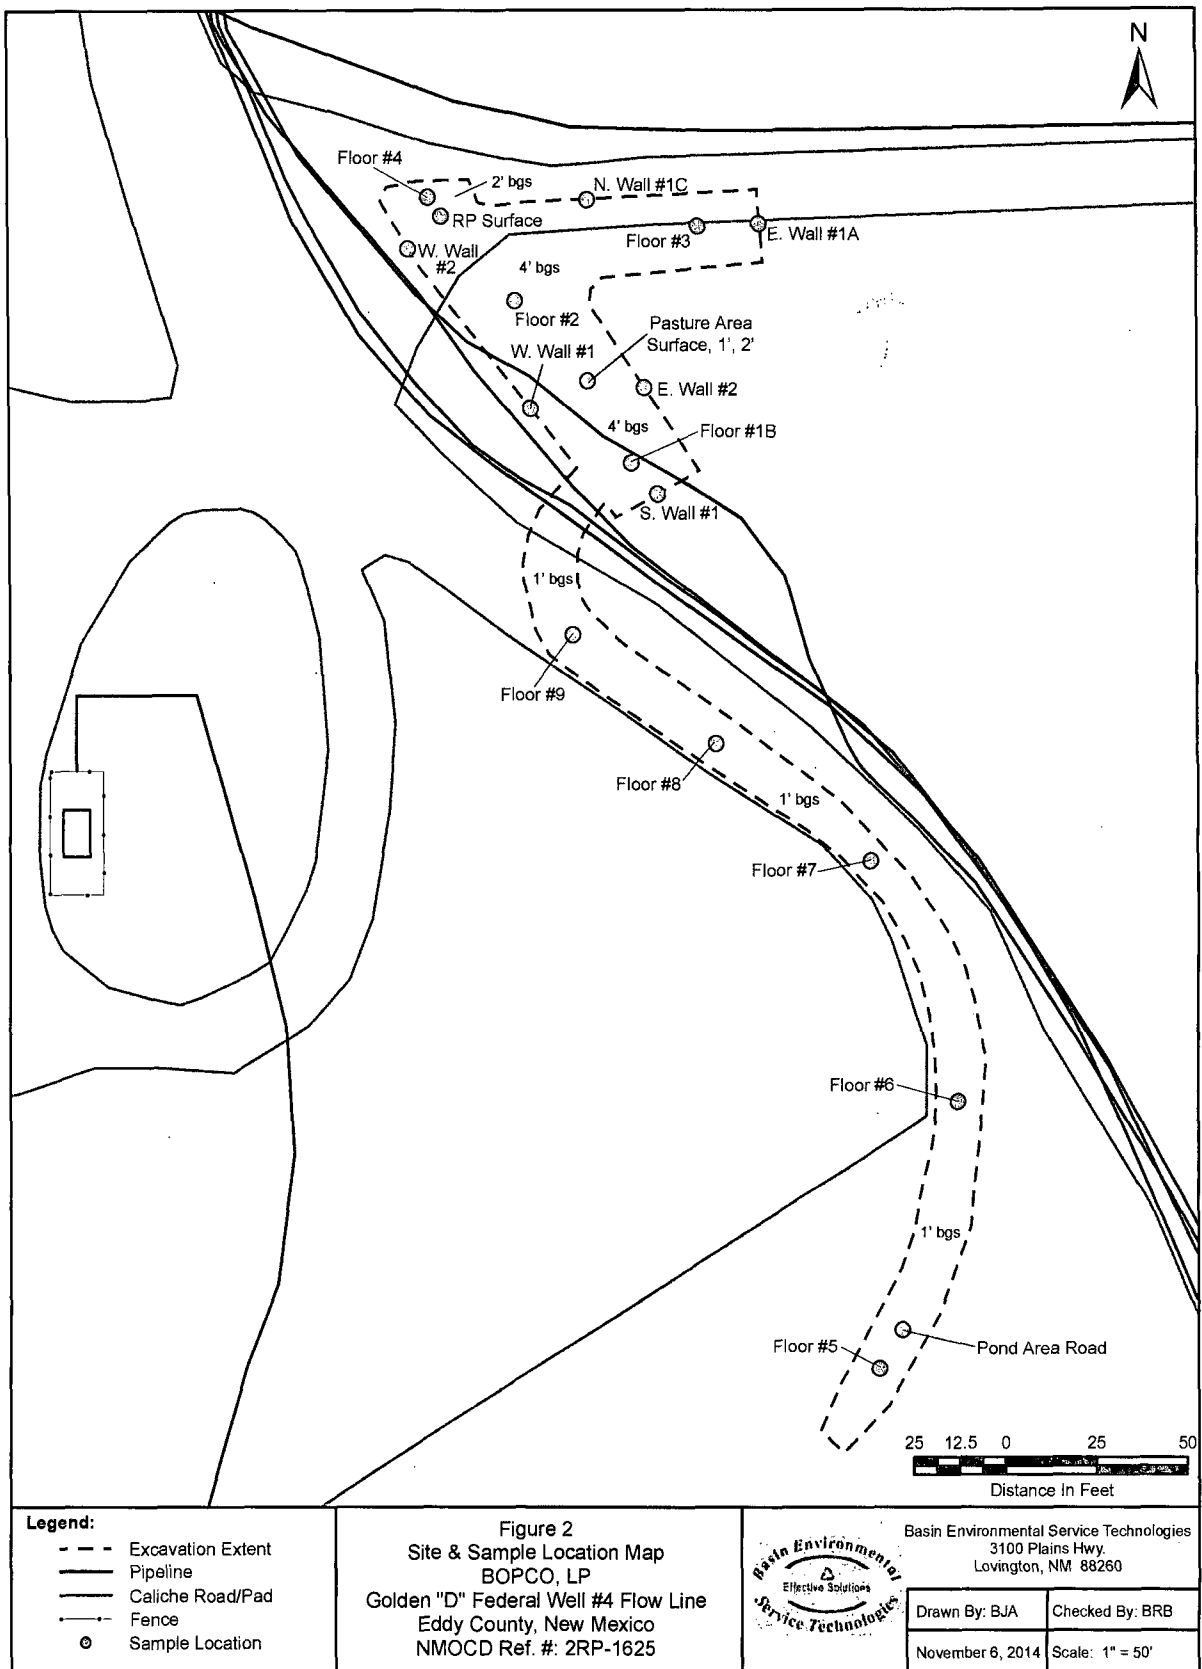 N
Floor #4
2' bgs
N. Wall #1C
RP Surface
Floor #3
E. Wall #1A
W. Wall
#2
4' bgs
Floor #2
Pasture Area
Surface, 1', 2'
W. Wall #1
E. Wall #2
4' bgs
Floor #1B
S. Wall #1
1' bgs
Floor #9
Floor #8
1' bgs
Floor #7
Floor #6
1' bgs
Pond Area Road
Floor #5
25 12.5 0 25 50
Distance In Feet
Legend:
Excavation Extent
Pipeline
Caliche Road/Pad
Fence
Sample Location
Figure 2
Site & Sample Location Map
BOPCO, LP
Golden "D" Federal Well #4 Flow Line
Eddy County, New Mexico
NMOCD Ref. #: 2RP-1625
Basin Environmental
Effective Solutions
Service Technologies
Basin Environmental Service Technologies
3100 Plains Hwy.
Lovington, NM 88260
Drawn By: BJA
Checked By: BRB
November 6, 2014
Scale: 1" = 50'